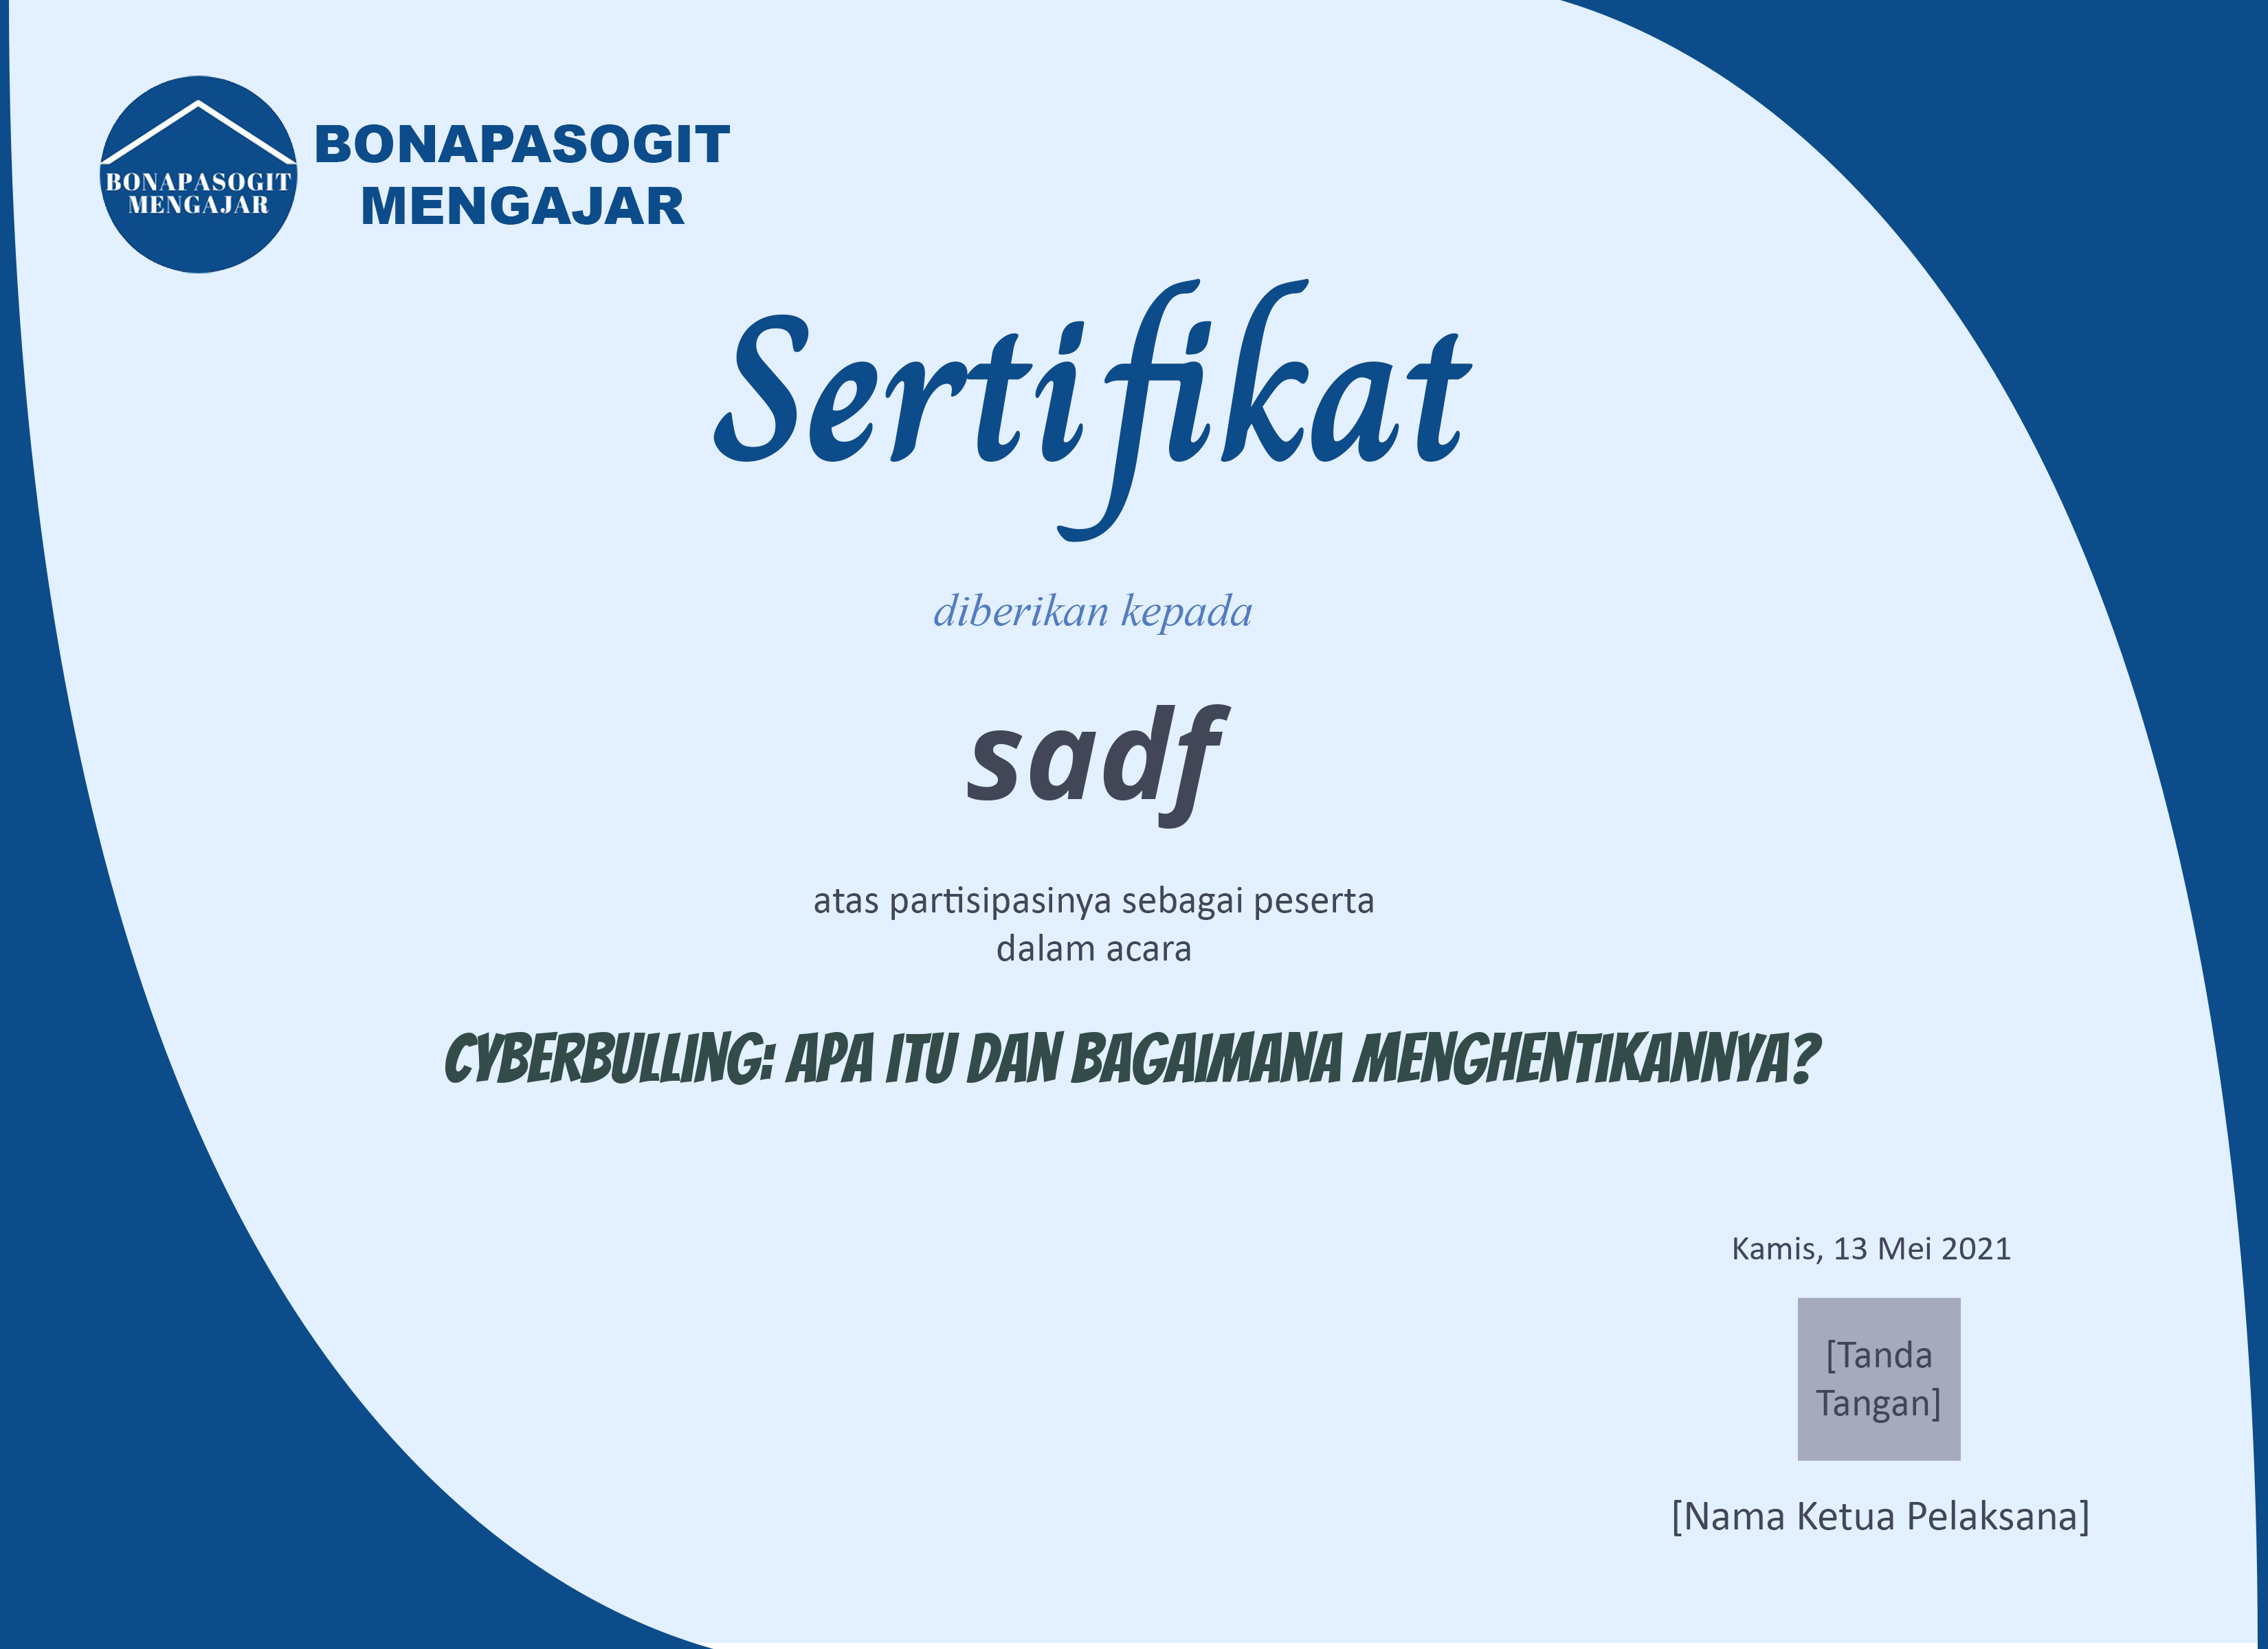 BONAPASOGIT
MENGAJAR
BONAPASOGIT
MENGAJAR
Sertifikat
diberikan kepada
sadf
atas partisipasinya sebagai peserta
dalam acara
CYBERBULLING: APA ITU DAN BAGAIMANA MENGHENTIKANNYA?
Kamis, 13 Mei 2021
[Tanda
Tangan]
[Nama Ketua Pelaksana]